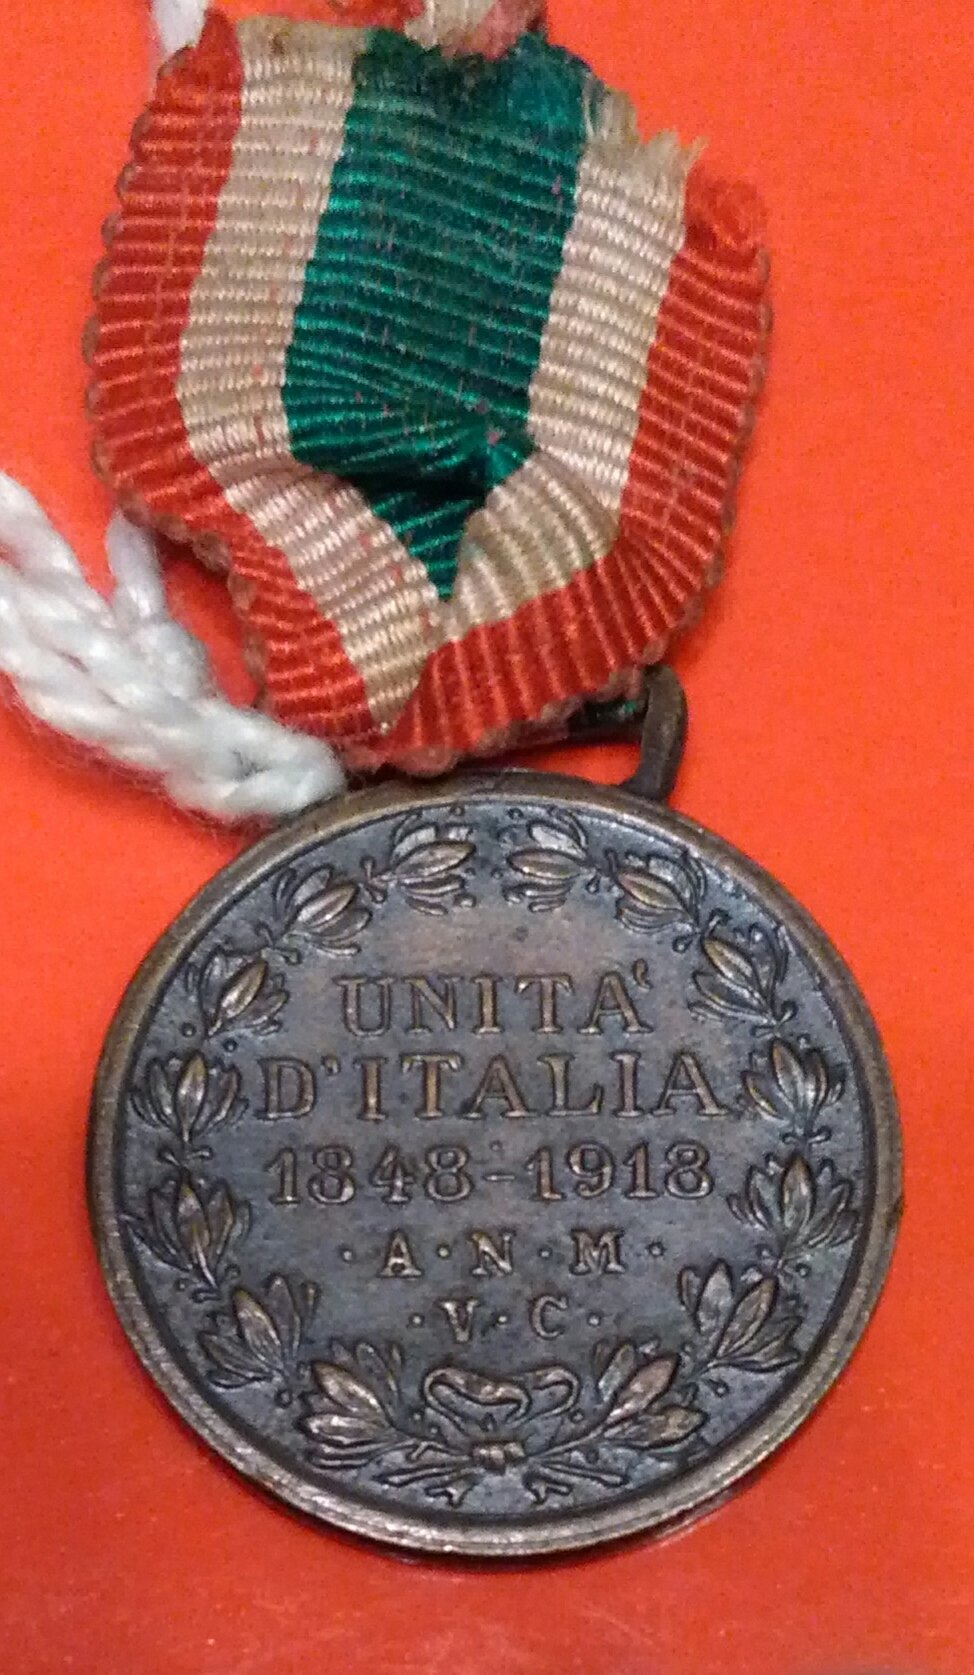 UNITA'
D'ITALIA
1848-1918
·A·N·M·
·V·C·